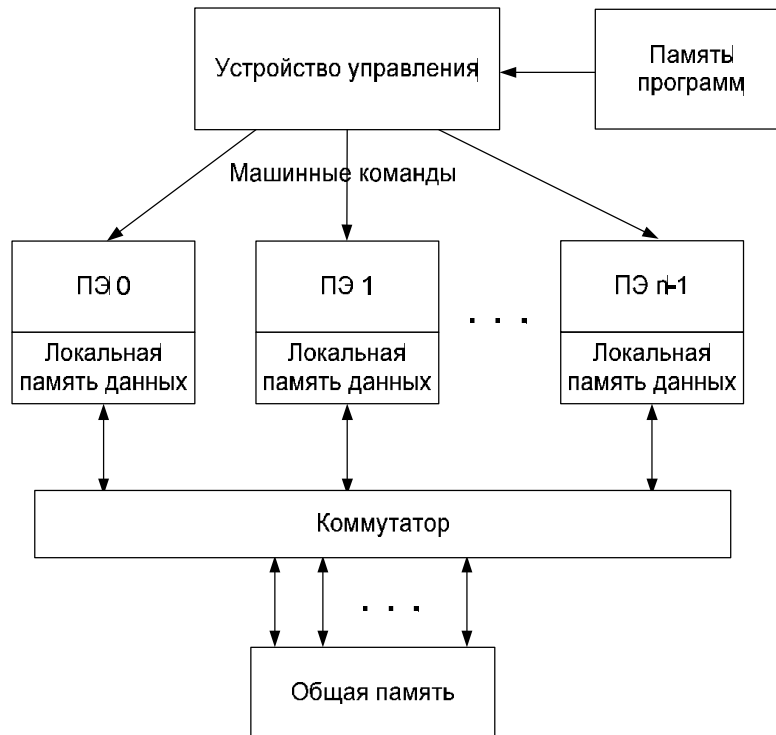 Устройство управления
Память
программ
Машинные команды
ПЭ 0
ПЭ 1
ПЭ n-1
. . .
Локальная
память данных
Локальная
память данных
Локальная
память данных
Коммутатор
. . .
Общая память